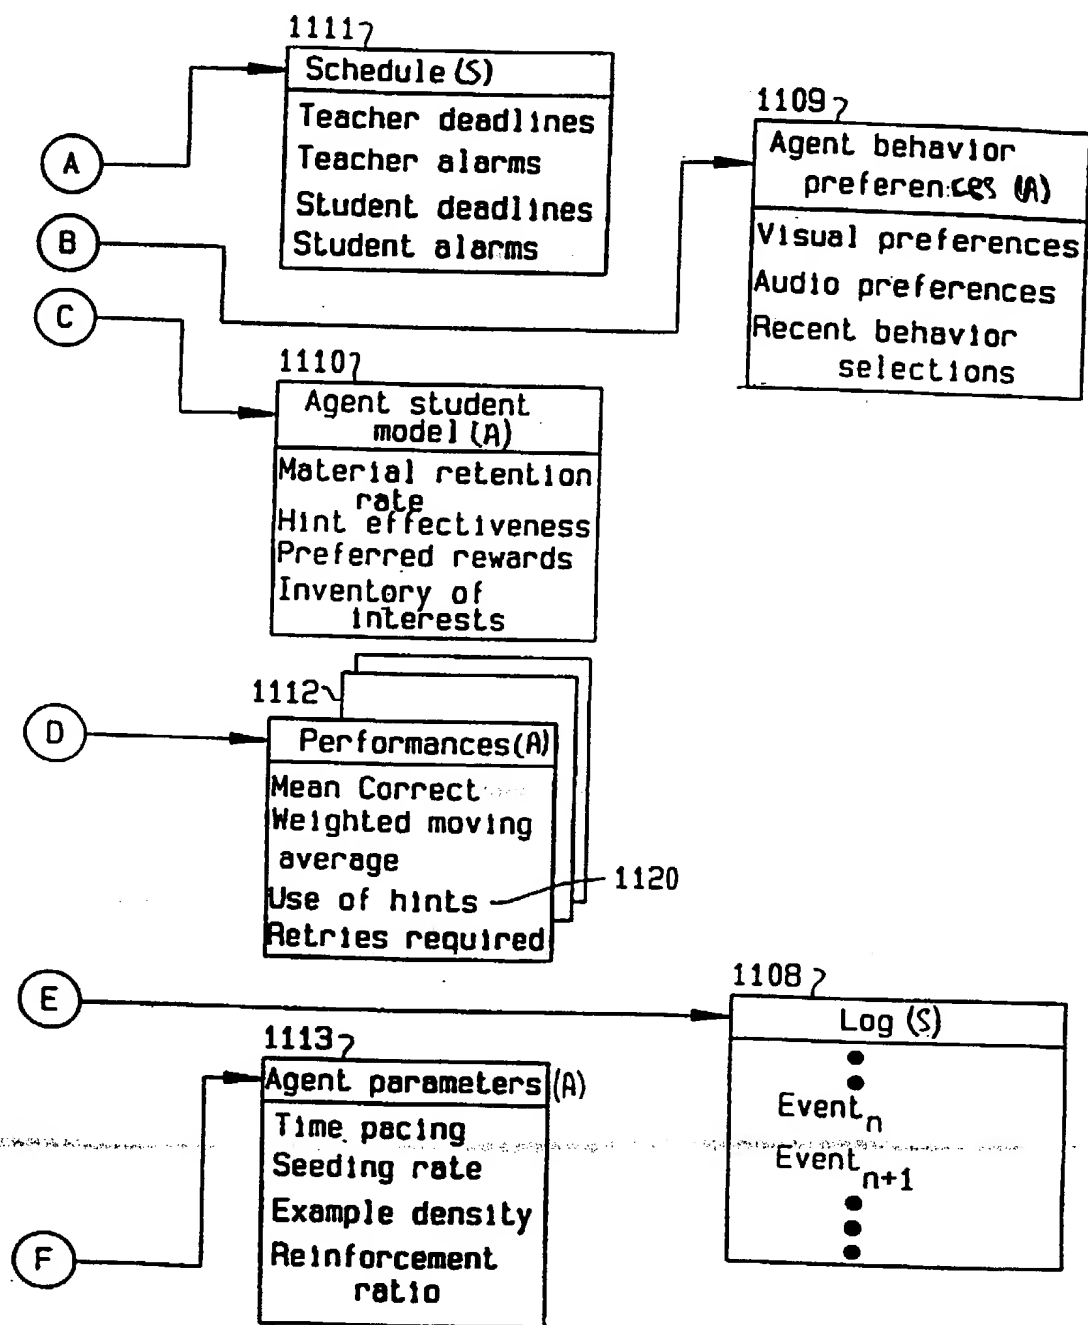 1111
Schedule (S)
Teacher deadlines
Teacher alarms
Student deadlines
Student alarms
A
B
C
1109
Agent behavior
preferences (A)
Visual preferences
Audio preferences
Recent behavior
selections
1110
Agent student
model (A)
Material retention
rate
Hint effectiveness
Preferred rewards
Inventory of
interests
D
1112
Performances (A)
Mean Correct
Weighted moving
average
Use of hints
1120
Retries required
E
1108
Log (S)
Event n
Event n+1
1113
Agent parameters (A)
Time pacing
Seeding rate
Example density
Reinforcement
ratio
F